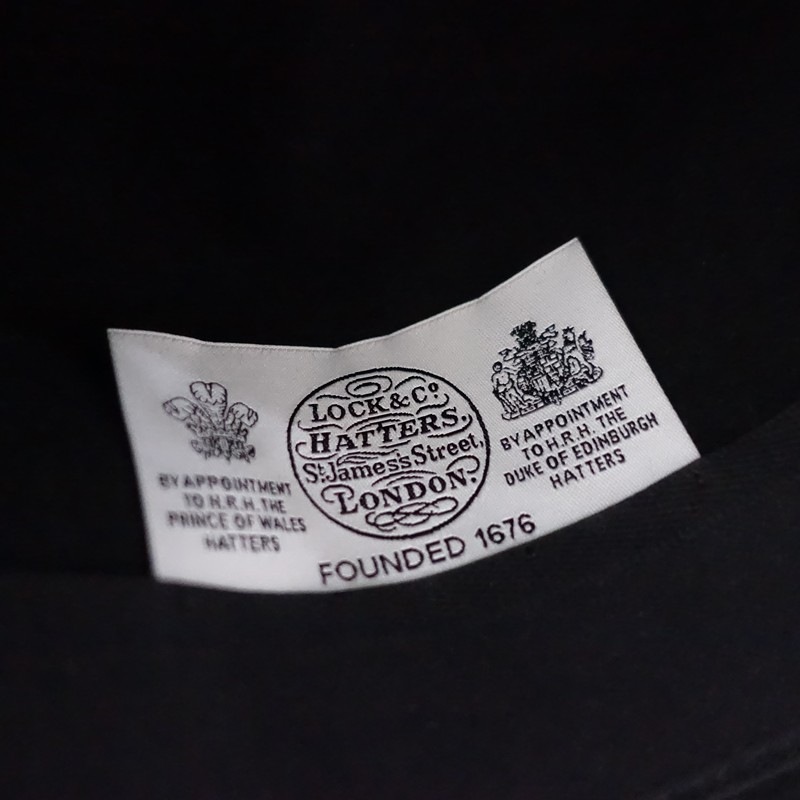 BY APPOINTMENT
TO H.R.H. THE
PRINCE OF WALES
HATTERS
LOCK & Co.
HATTERS,
St. James's Street,
LONDON.
FOUNDED 1676
BY APPOINTMENT
TO H.R.H. THE
DUKE OF EDINBURGH
HATTERS